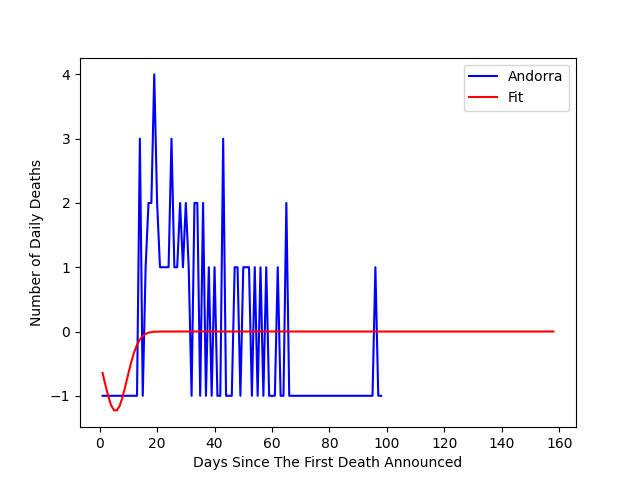 Andorra
Fit
4
3
2
1
0
−1
Number of Daily Deaths
0 20 40 60 80 100 120 140 160
Days Since The First Death Announced